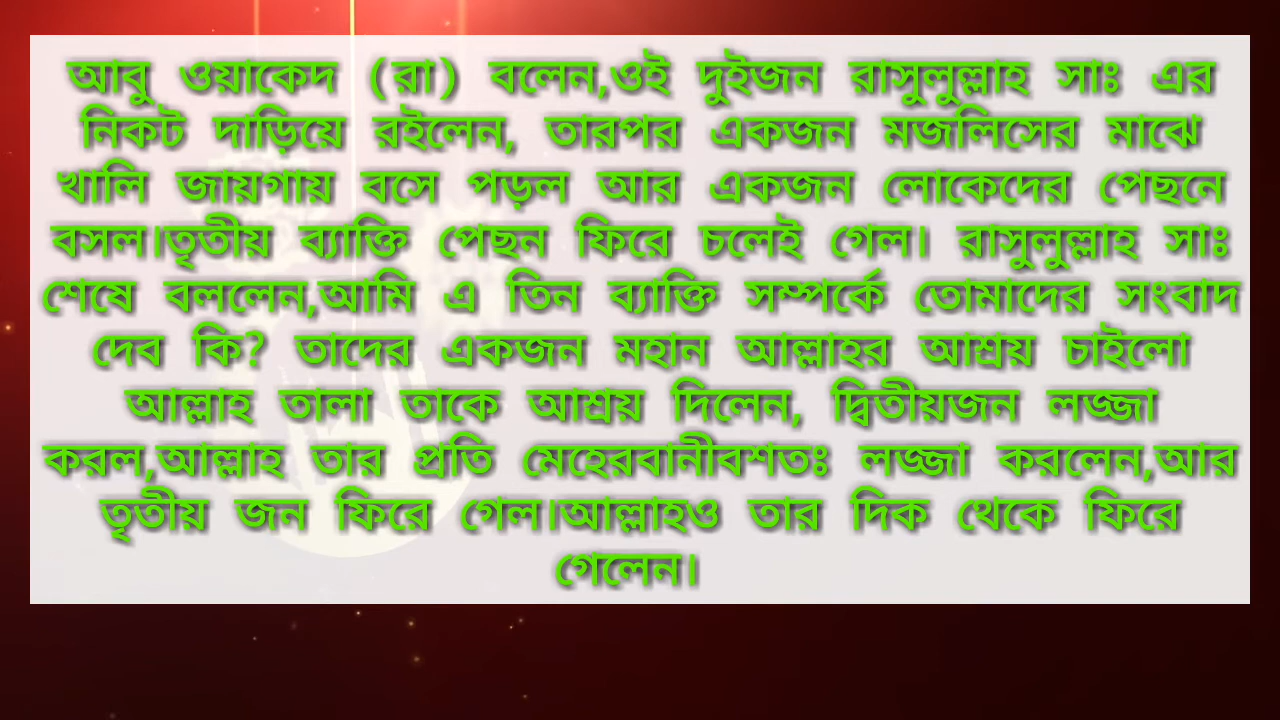 আবু ওয়াকেদ (রা) বলেন,ওই দুইজন রাসুলুল্লাহ সাঃ এর
নিকট দাড়িয়ে রইলেন, তারপর একজন মজলিসের মাঝে
খালি জায়গায় বসে পড়ল আর একজন লোকেদের পেছনে
বসল।তৃতীয় ব্যাক্তি পেছন ফিরে চলেই গেল। রাসুলুল্লাহ সাঃ
শেষে বললেন,আমি এ তিন ব্যাক্তি সম্পর্কে তোমাদের সংবাদ
দেব কি? তাদের একজন মহান আল্লাহর আশ্রয় চাইলো
আল্লাহ তালা তাকে আশ্রয় দিলেন, দ্বিতীয়জন লজ্জা
করল,আল্লাহ তার প্রতি মেহেরবানীবশতঃ লজ্জা করলেন,আর
তৃতীয় জন ফিরে গেল।আল্লাহও তার দিক থেকে ফিরে
গেলেন।